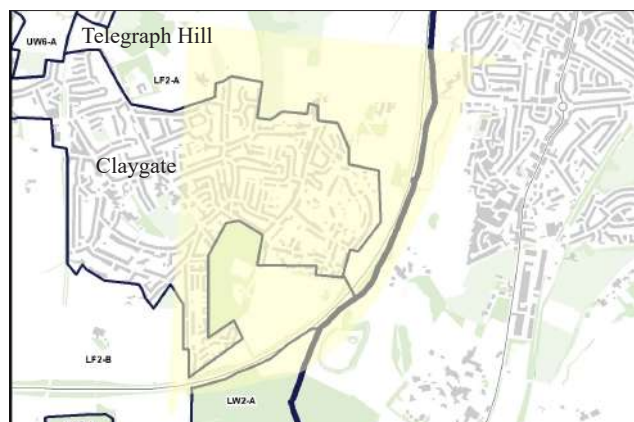 Telegraph Hill
UW6-A
LF2-A
Claygate
LF2-B
LW2-A